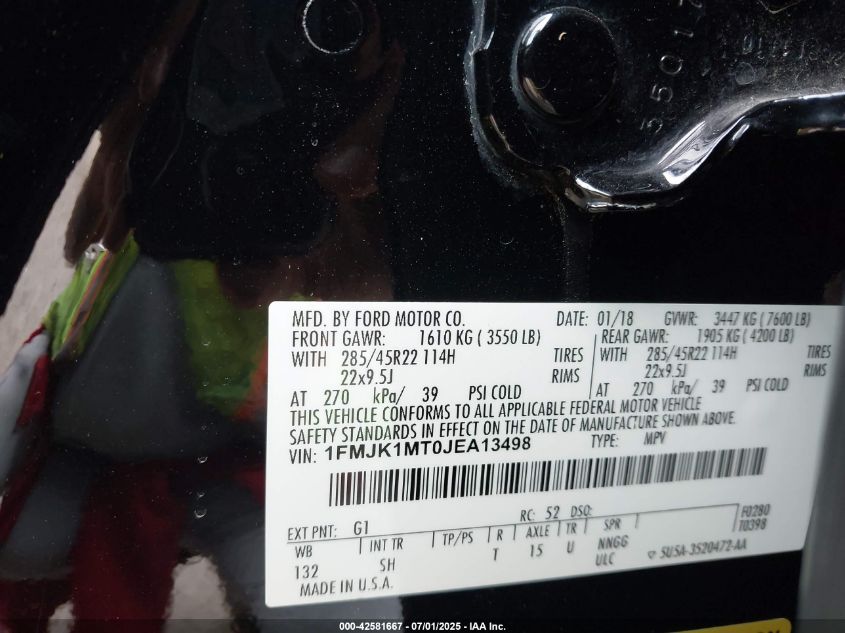 35017
MFD. BY FORD MOTOR CO. DATE: 01/18 GVWR: 3447 KG ( 7600 LB)
FRONT GAWR: 1610 KG ( 3550 LB) REAR GAWR: 1905 KG ( 4200 LB)
WITH 285/45R22 114H TIRES WITH 285/45R22 114H TIRES
22x9.5J RIMS 22x9.5J RIMS
AT 270 kPa/ 39 PSI COLD AT 270 kPa/ 39 PSI COLD
THIS VEHICLE CONFORMS TO ALL APPLICABLE FEDERAL MOTOR VEHICLE
SAFETY STANDARDS IN EFFECT ON THE DATE OF MANUFACTURE SHOWN ABOVE.
VIN: 1FMJK1MT0JEA13498 TYPE: MPV
EXT PNT: G1 RC: 52 DSO: F0280
T0398
WB INT TR TP/PS R AXLE TR SPR
132 SH T 15 U NNGG
ULC 5U5A-3520472-AA
MADE IN U.S.A.
000-42581667 - 07/01/2025 - IAA Inc.